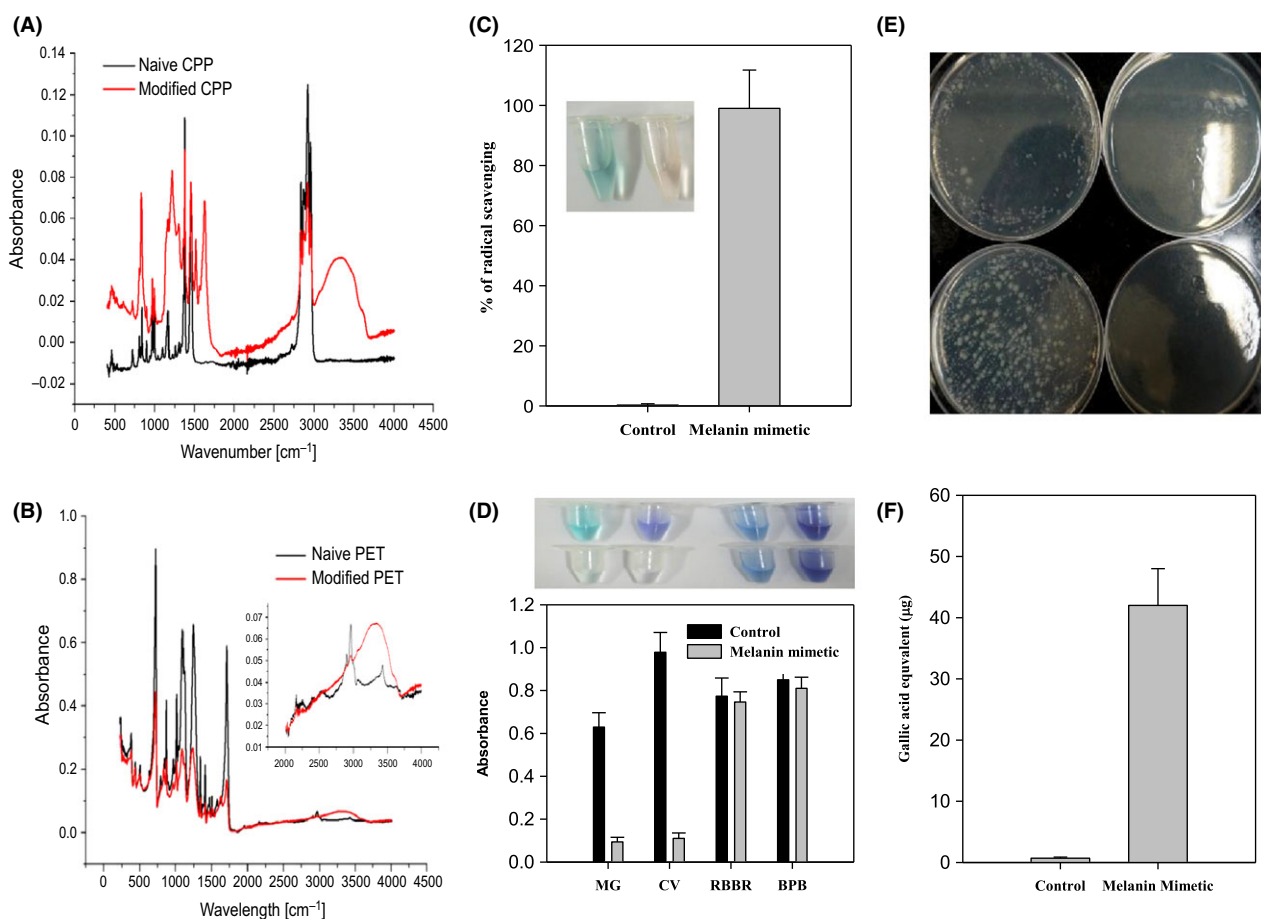 (A)
0.14
0.12
0.10
0.08
0.06
0.04
0.02
0.00
−0.02
Absorbance
Naive CPP
Modified CPP
0 500 1000 1500 2000 2500 3000 3500 4000 4500
Wavenumber [cm⁻¹]
(B)
1.0
0.8
0.6
0.4
0.2
0.0
Absorbance
Naive PET
Modified PET
0.07
0.06
0.05
0.04
0.03
0.02
0.01
2000 2500 3000 3500 4000
0 500 1000 1500 2000 2500 3000 3500 4000 4500
Wavelength [cm⁻¹]
(C)
120
100
80
60
40
20
0
% of radical scavenging
Control Melanin mimetic
(D)
1.2
1.0
0.8
0.6
0.4
0.2
0.0
Absorbance
Control
Melanin mimetic
MG CV RBBR BPB
(E)
(F)
60
50
40
30
20
10
0
Gallic acid equvalent (µg)
Control Melanin Mimetic